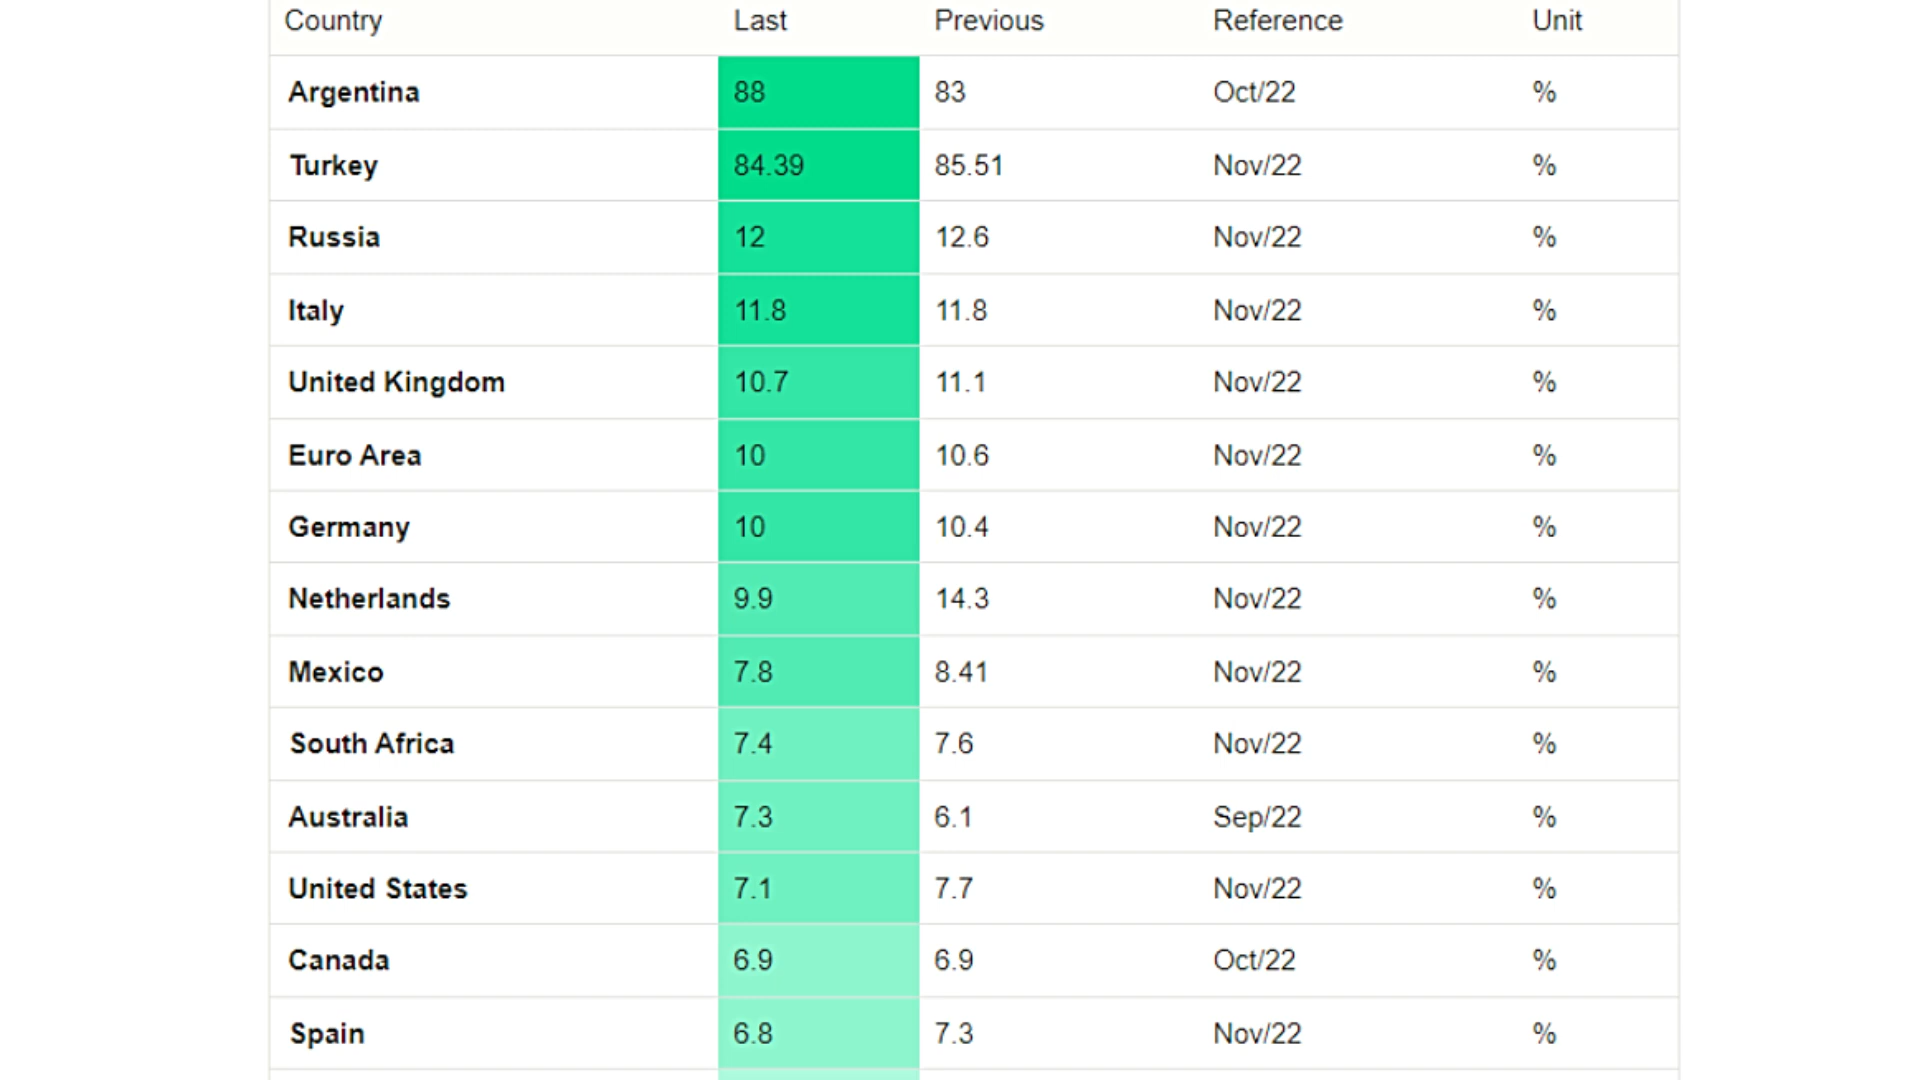 Country Last Previous Reference Unit
Argentina 88 83 Oct/22 %
Turkey 84.39 85.51 Nov/22 %
Russia 12 12.6 Nov/22 %
Italy 11.8 11.8 Nov/22 %
United Kingdom 10.7 11.1 Nov/22 %
Euro Area 10 10.6 Nov/22 %
Germany 10 10.4 Nov/22 %
Netherlands 9.9 14.3 Nov/22 %
Mexico 7.8 8.41 Nov/22 %
South Africa 7.4 7.6 Nov/22 %
Australia 7.3 6.1 Sep/22 %
United States 7.1 7.7 Nov/22 %
Canada 6.9 6.9 Oct/22 %
Spain 6.8 7.3 Nov/22 %